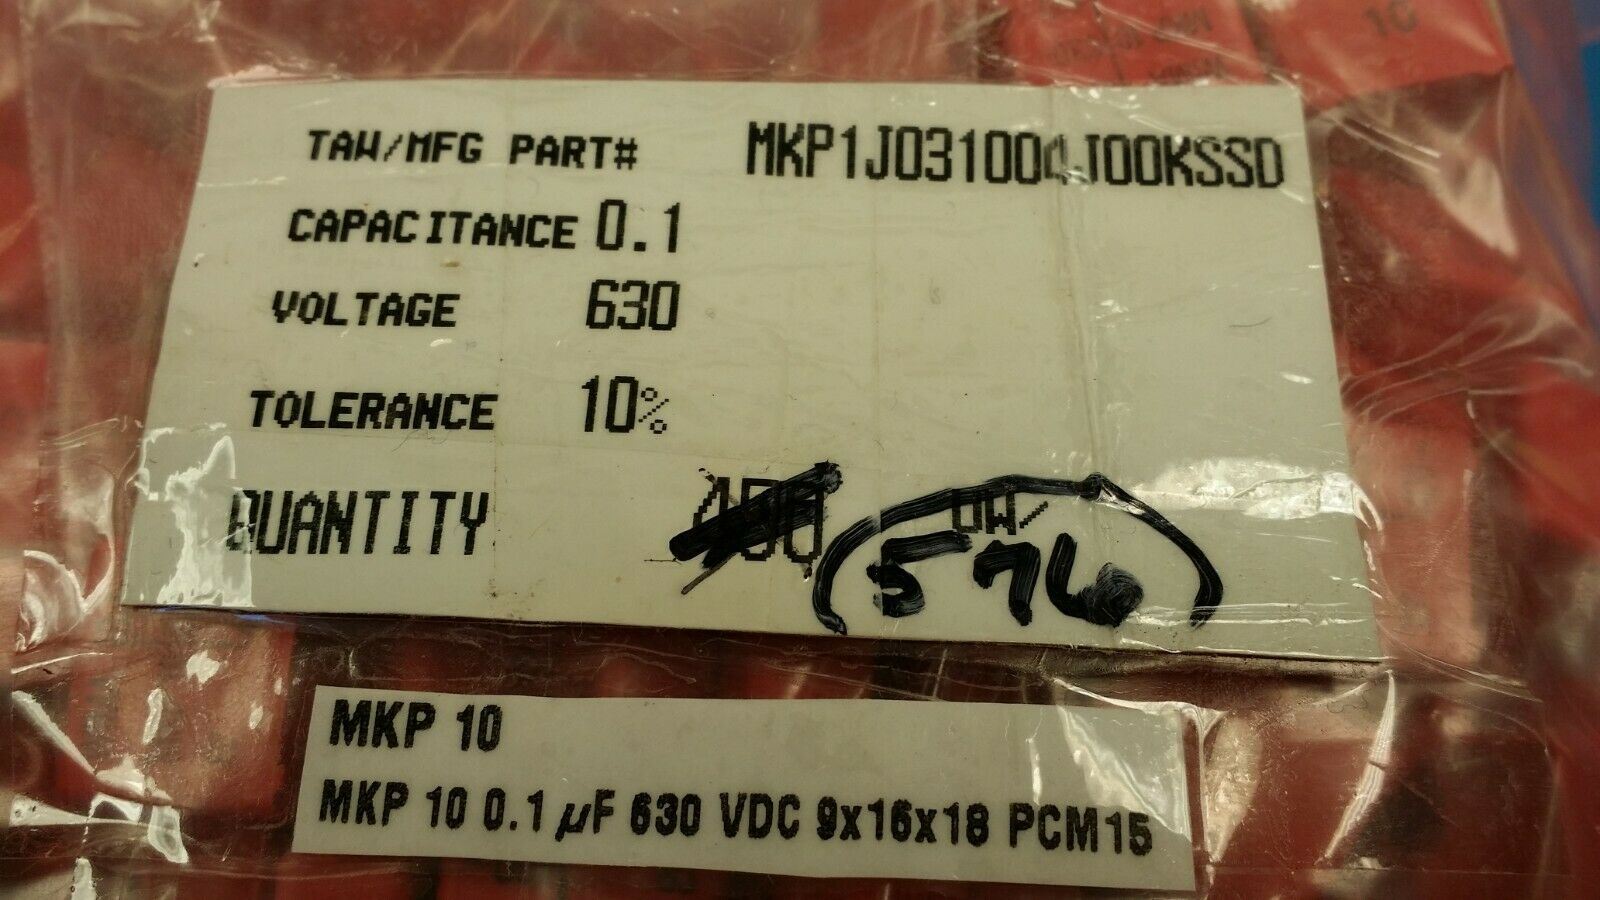 TAW/MFG PART# MKP1J031004J00KSSD
CAPACITANCE 0.1
VOLTAGE 630
TOLERANCE 10%
QUANTITY 400 (576)
MKP 10
MKP 10 0.1 µF 630 VDC 9x16x18 PCM15
10